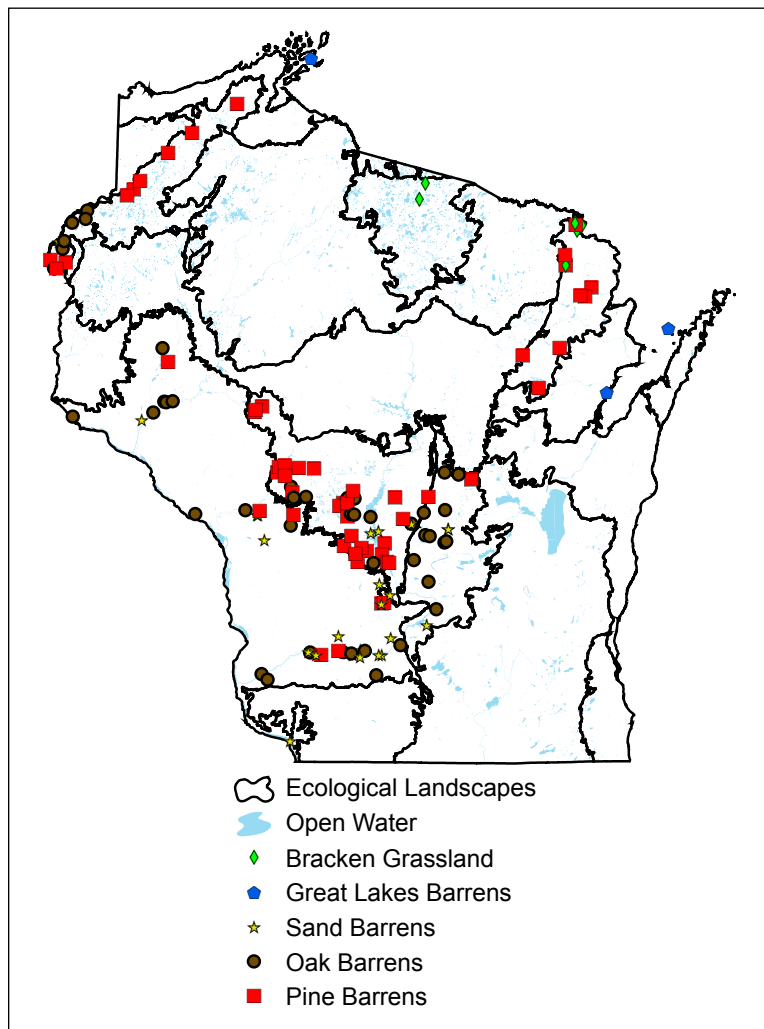 Ecological Landscapes
Open Water
Bracken Grassland
Great Lakes Barrens
Sand Barrens
Oak Barrens
Pine Barrens